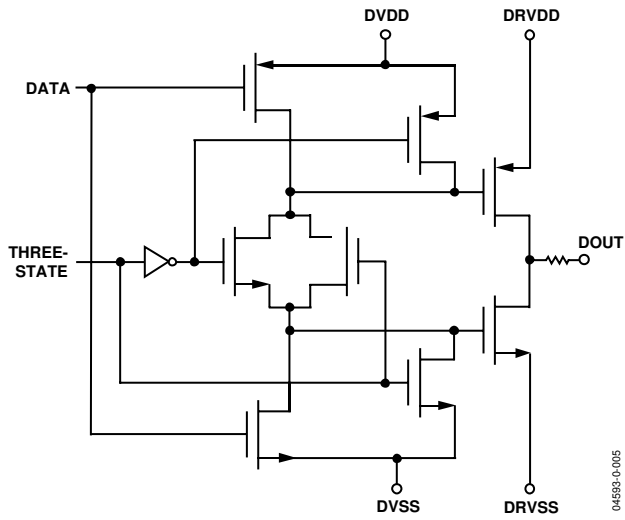 DVDD
DRVDD
DATA
THREE-
STATE
DOUT
DVSS
DRVSS
04593-0-005